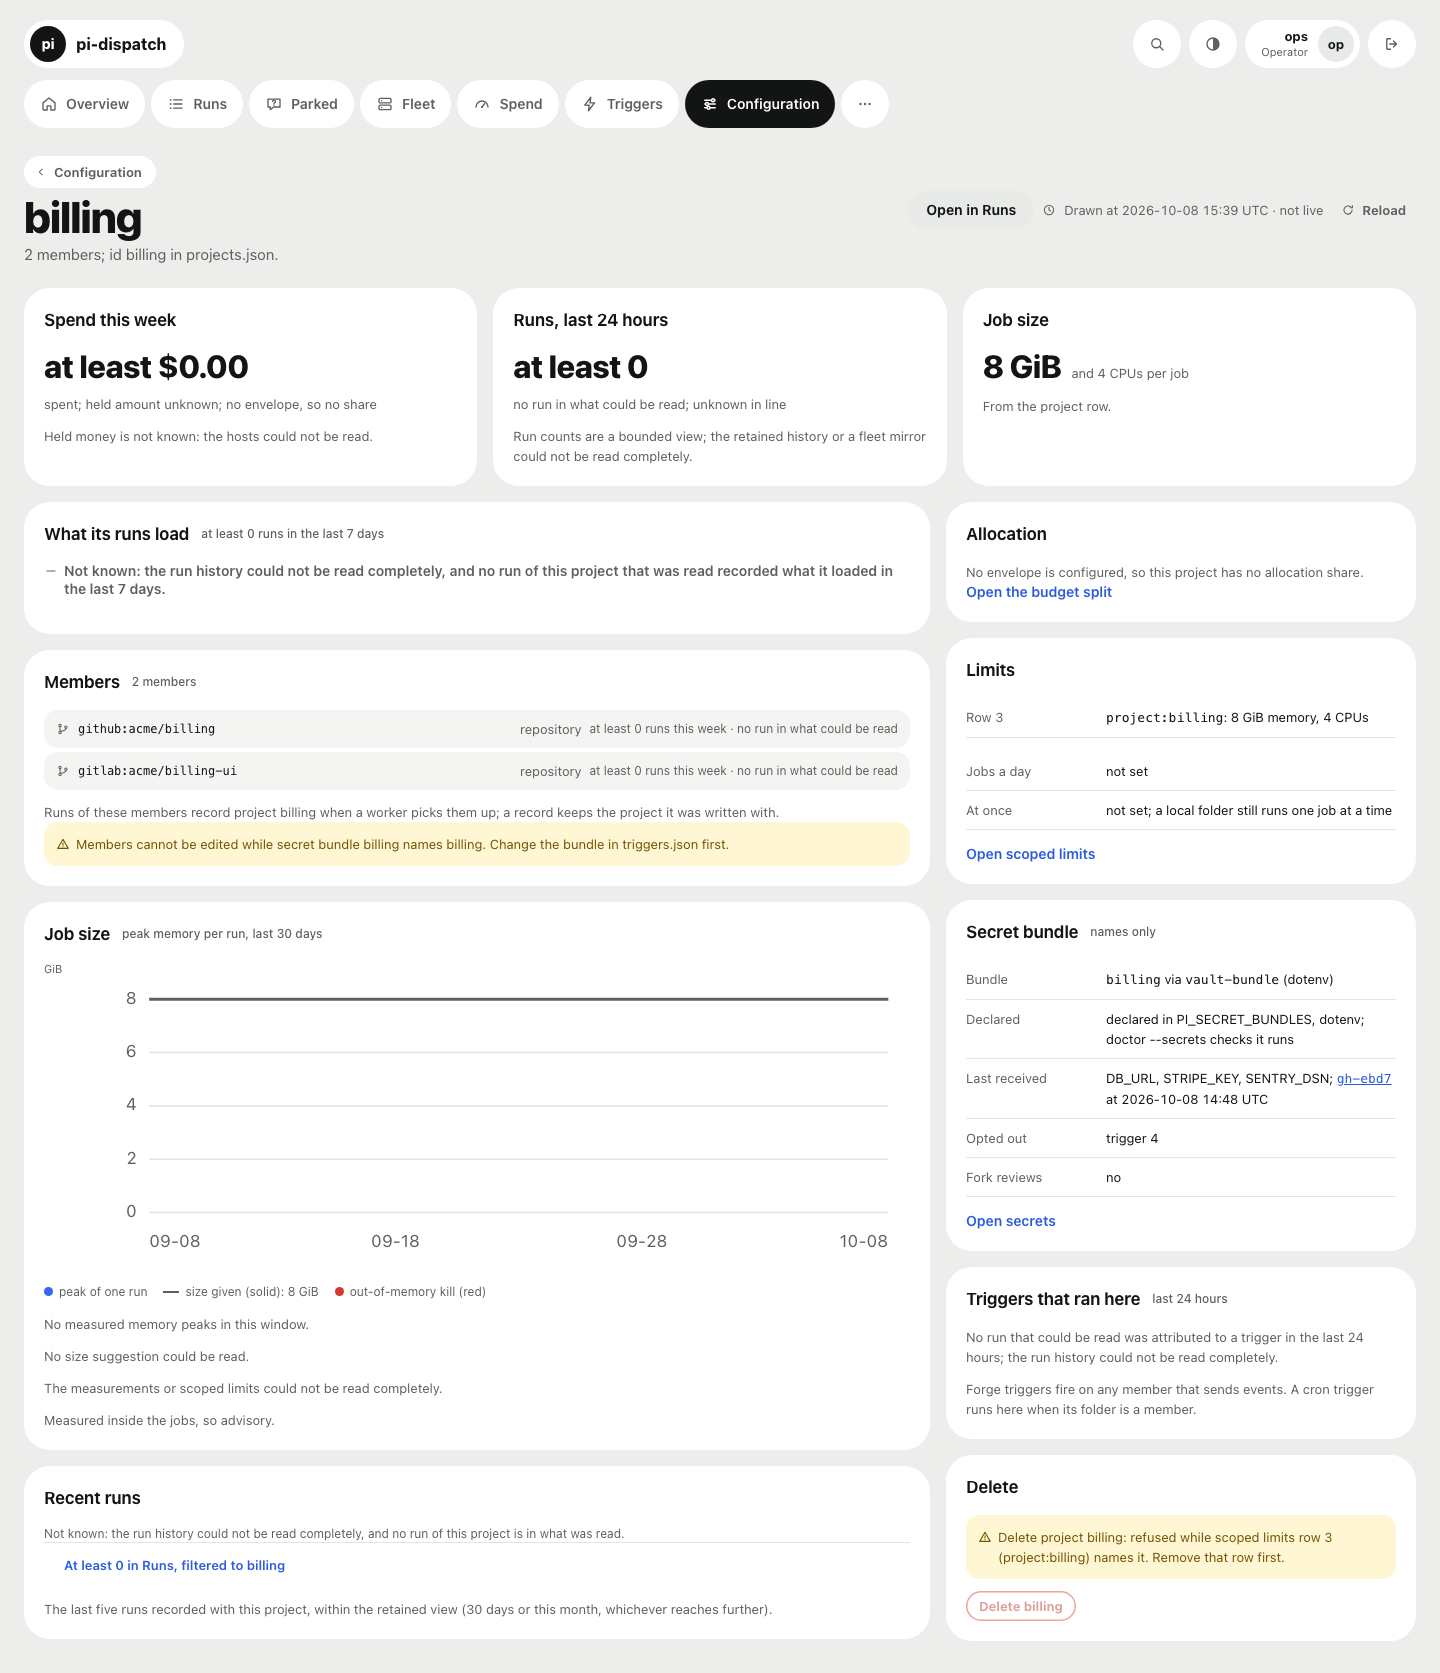 pi pi-dispatch
ops
Operator
op
Overview Runs Parked Fleet Spend Triggers Configuration
Configuration
billing
2 members; id billing in projects.json.
Open in Runs Drawn at 2026-10-08 15:39 UTC · not live Reload
Spend this week
at least $0.00
spent; held amount unknown; no envelope, so no share
Held money is not known: the hosts could not be read.
Runs, last 24 hours
at least 0
no run in what could be read; unknown in line
Run counts are a bounded view; the retained history or a fleet mirror
could not be read completely.
Job size
8 GiB and 4 CPUs per job
From the project row.
What its runs load at least 0 runs in the last 7 days
Not known: the run history could not be read completely, and no run of this project that was read recorded what it loaded in
the last 7 days.
Members 2 members
github:acme/billing repository at least 0 runs this week · no run in what could be read
gitlab:acme/billing-ui repository at least 0 runs this week · no run in what could be read
Runs of these members record project billing when a worker picks them up; a record keeps the project it was written with.
Members cannot be edited while secret bundle billing names billing. Change the bundle in triggers.json first.
Job size peak memory per run, last 30 days
GiB
8
6
4
2
0
09-08 09-18 09-28 10-08
peak of one run size given (solid): 8 GiB out-of-memory kill (red)
No measured memory peaks in this window.
No size suggestion could be read.
The measurements or scoped limits could not be read completely.
Measured inside the jobs, so advisory.
Recent runs
Not known: the run history could not be read completely, and no run of this project is in what was read.
At least 0 in Runs, filtered to billing
The last five runs recorded with this project, within the retained view (30 days or this month, whichever reaches further).
Allocation
No envelope is configured, so this project has no allocation share.
Open the budget split
Limits
Row 3 project:billing: 8 GiB memory, 4 CPUs
Jobs a day not set
At once not set; a local folder still runs one job at a time
Open scoped limits
Secret bundle names only
Bundle billing via vault-bundle (dotenv)
Declared declared in PI_SECRET_BUNDLES, dotenv;
doctor --secrets checks it runs
Last received DB_URL, STRIPE_KEY, SENTRY_DSN; gh-ebd7
at 2026-10-08 14:48 UTC
Opted out trigger 4
Fork reviews no
Open secrets
Triggers that ran here last 24 hours
No run that could be read was attributed to a trigger in the last 24
hours; the run history could not be read completely.
Forge triggers fire on any member that sends events. A cron trigger
runs here when its folder is a member.
Delete
Delete project billing: refused while scoped limits row 3
(project:billing) names it. Remove that row first.
Delete billing